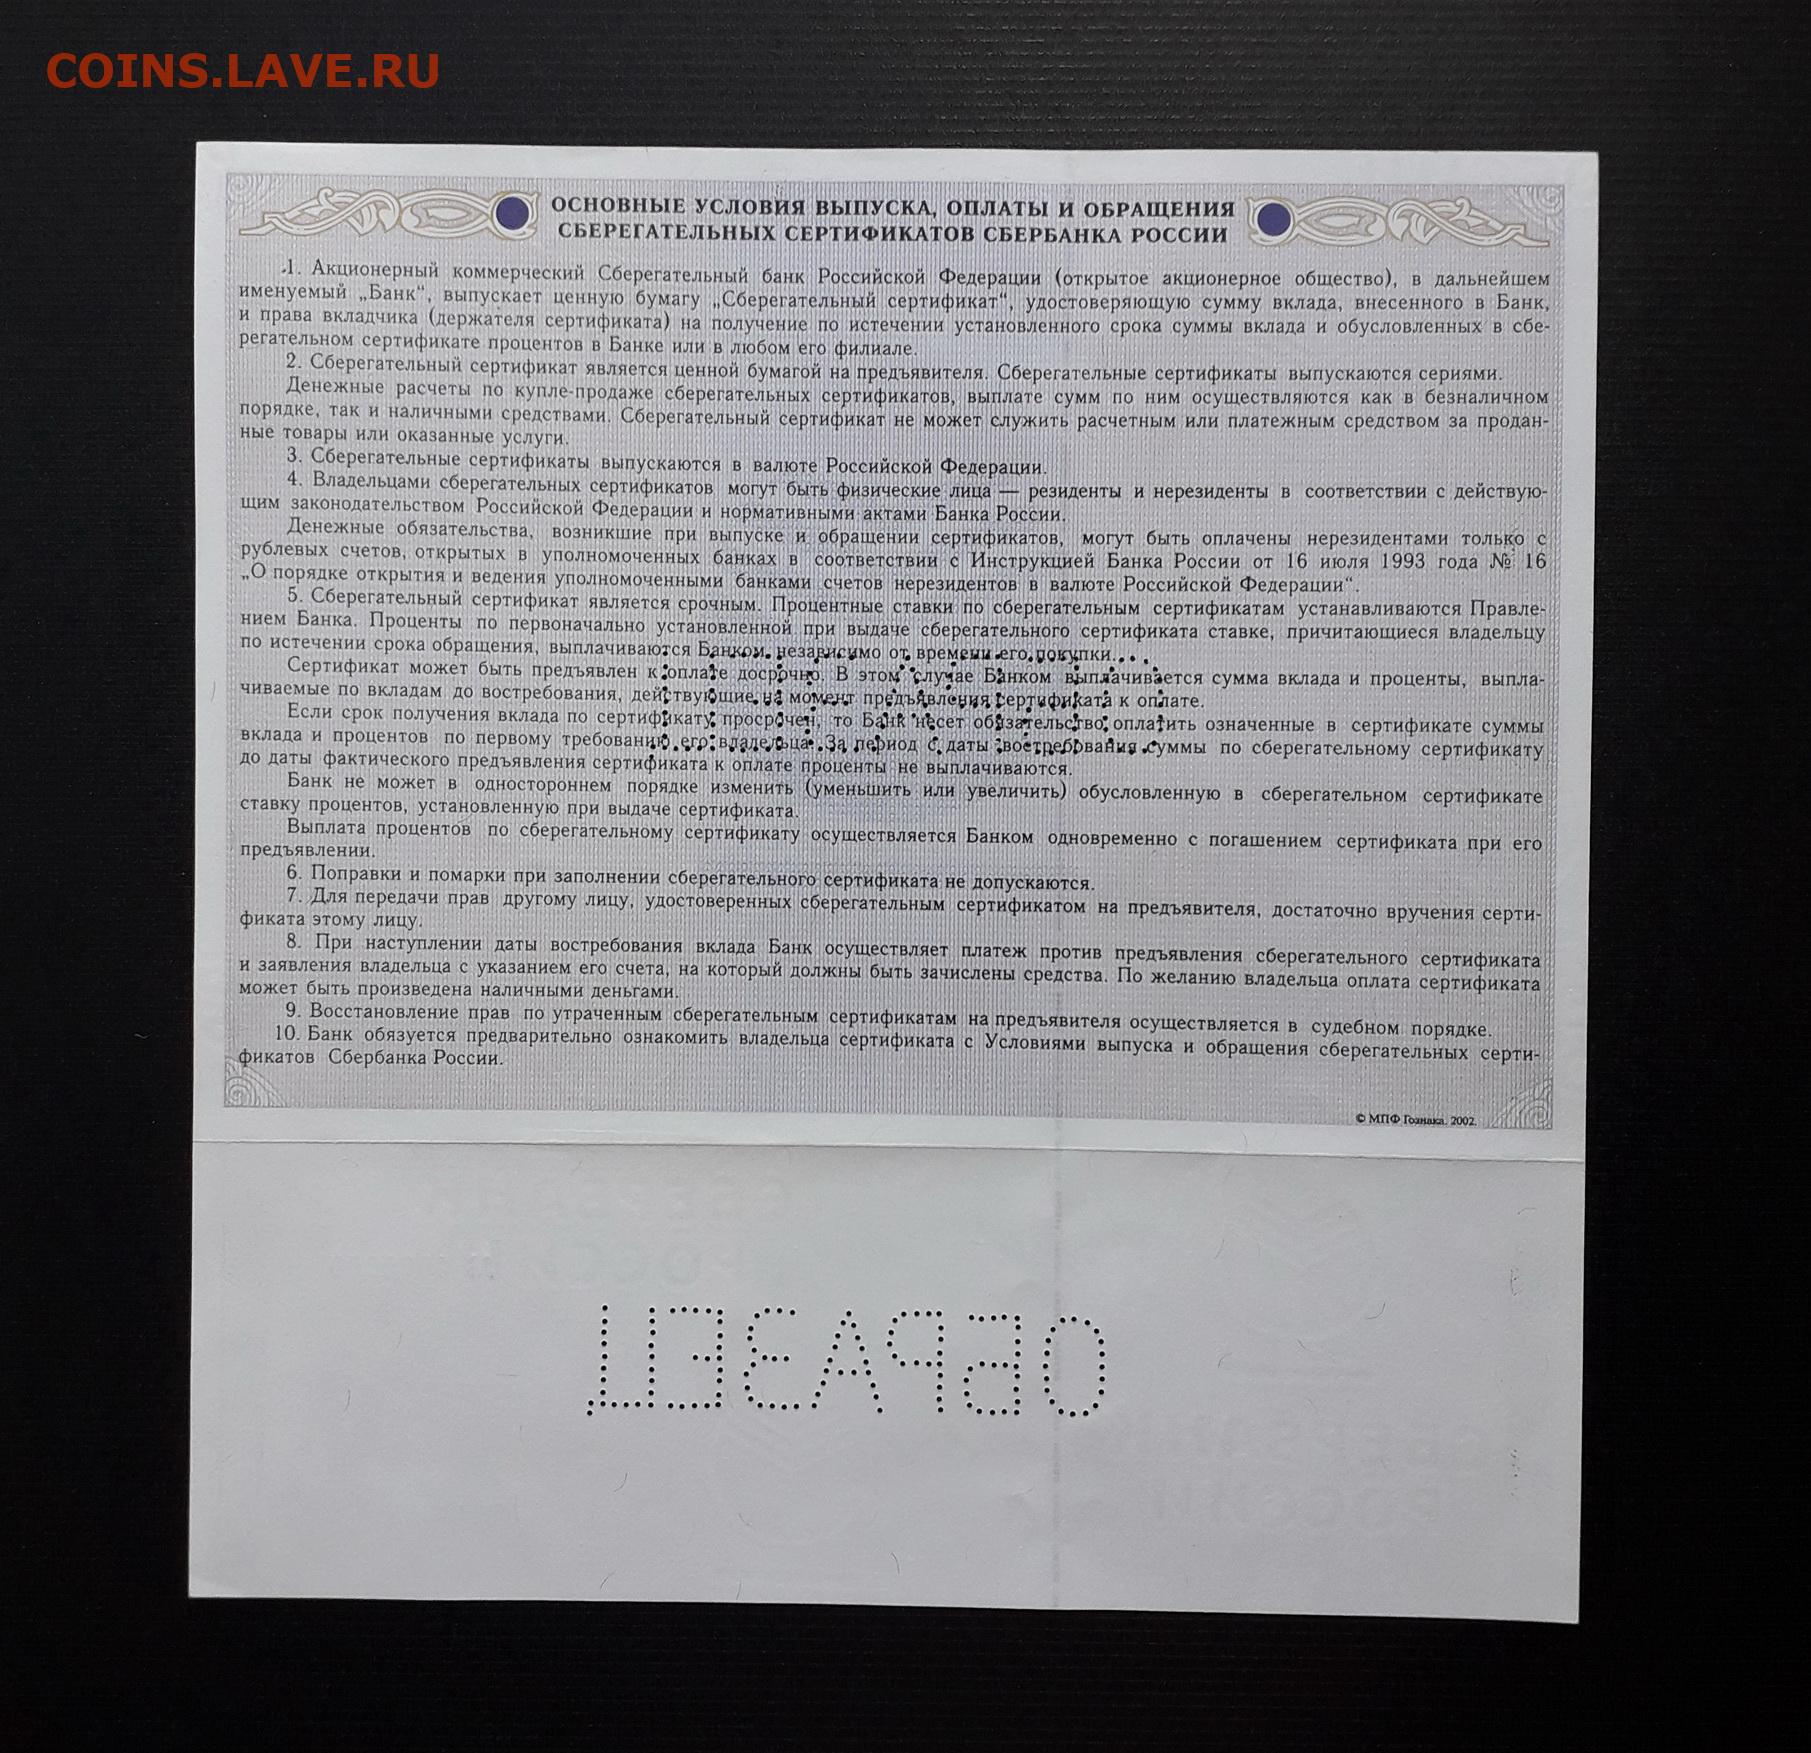 COINS.LAVE.RU
ОСНОВНЫЕ УСЛОВИЯ ВЫПУСКА, ОПЛАТЫ И ОБРАЩЕНИЯ
СБЕРЕГАТЕЛЬНЫХ СЕРТИФИКАТОВ СБЕРБАНКА РОССИИ
1. Акционерный коммерческий Сберегательный банк Российской Федерации (открытое акционерное общество), в дальнейшем
именуемый „Банк“, выпускает ценную бумагу „Сберегательный сертификат“, удостоверяющую сумму вклада, внесенного в Банк,
и права вкладчика (держателя сертификата) на получение по истечении установленного срока суммы вклада и обусловленных в сбе-
регательном сертификате процентов в Банке или в любом его филиале.
2. Сберегательный сертификат является ценной бумагой на предъявителя. Сберегательные сертификаты выпускаются сериями.
Денежные расчеты по купле-продаже сберегательных сертификатов, выплате сумм по ним осуществляются как в безналичном
порядке, так и наличными средствами. Сберегательный сертификат не может служить расчетным или платежным средством за продан-
ные товары или оказанные услуги.
3. Сберегательные сертификаты выпускаются в валюте Российской Федерации.
4. Владельцами сберегательных сертификатов могут быть физические лица — резиденты и нерезиденты в соответствии с действую-
щим законодательством Российской Федерации и нормативными актами Банка России.
Денежные обязательства, возникшие при выпуске и обращении сертификатов, могут быть оплачены нерезидентами только с
рублевых счетов, открытых в уполномоченных банках в соответствии с Инструкцией Банка России от 16 июля 1993 года № 16
„О порядке открытия и ведения уполномоченными банками счетов нерезидентов в валюте Российской Федерации“.
5. Сберегательный сертификат является срочным. Процентные ставки по сберегательным сертификатам устанавливаются Правле-
нием Банка. Проценты по первоначально установленной при выдаче сберегательного сертификата ставке, причитающиеся владельцу
по истечении срока обращения, выплачиваются Банком независимо от времени его покупки.
Сертификат может быть предъявлен к оплате досрочно. В этом случае Банком выплачивается сумма вклада и проценты, выпла-
чиваемые по вкладам до востребования, действующие на момент предъявления сертификата к оплате.
Если срок получения вклада по сертификату просрочен, то Банк несет обязательство оплатить означенные в сертификате суммы
вклада и процентов по первому требованию его владельца. За период с даты востребования суммы по сберегательному сертификату
до даты фактического предъявления сертификата к оплате проценты не выплачиваются.
Банк не может в одностороннем порядке изменить (уменьшить или увеличить) обусловленную в сберегательном сертификате
ставку процентов, установленную при выдаче сертификата.
Выплата процентов по сберегательному сертификату осуществляется Банком одновременно с погашением сертификата при его
предъявлении.
6. Поправки и помарки при заполнении сберегательного сертификата не допускаются.
7. Для передачи прав другому лицу, удостоверенных сберегательным сертификатом на предъявителя, достаточно вручения серти-
фиката этому лицу.
8. При наступлении даты востребования вклада Банк осуществляет платеж против предъявления сберегательного сертификата
и заявления владельца с указанием его счета, на который должны быть зачислены средства. По желанию владельца оплата сертификата
может быть произведена наличными деньгами.
9. Восстановление прав по утраченным сберегательным сертификатам на предъявителя осуществляется в судебном порядке.
10. Банк обязуется предварительно ознакомить владельца сертификата с Условиями выпуска и обращения сберегательных серти-
фикатов Сбербанка России.
© МПФ Гознака. 2002.
ОБРАЗЕЦ